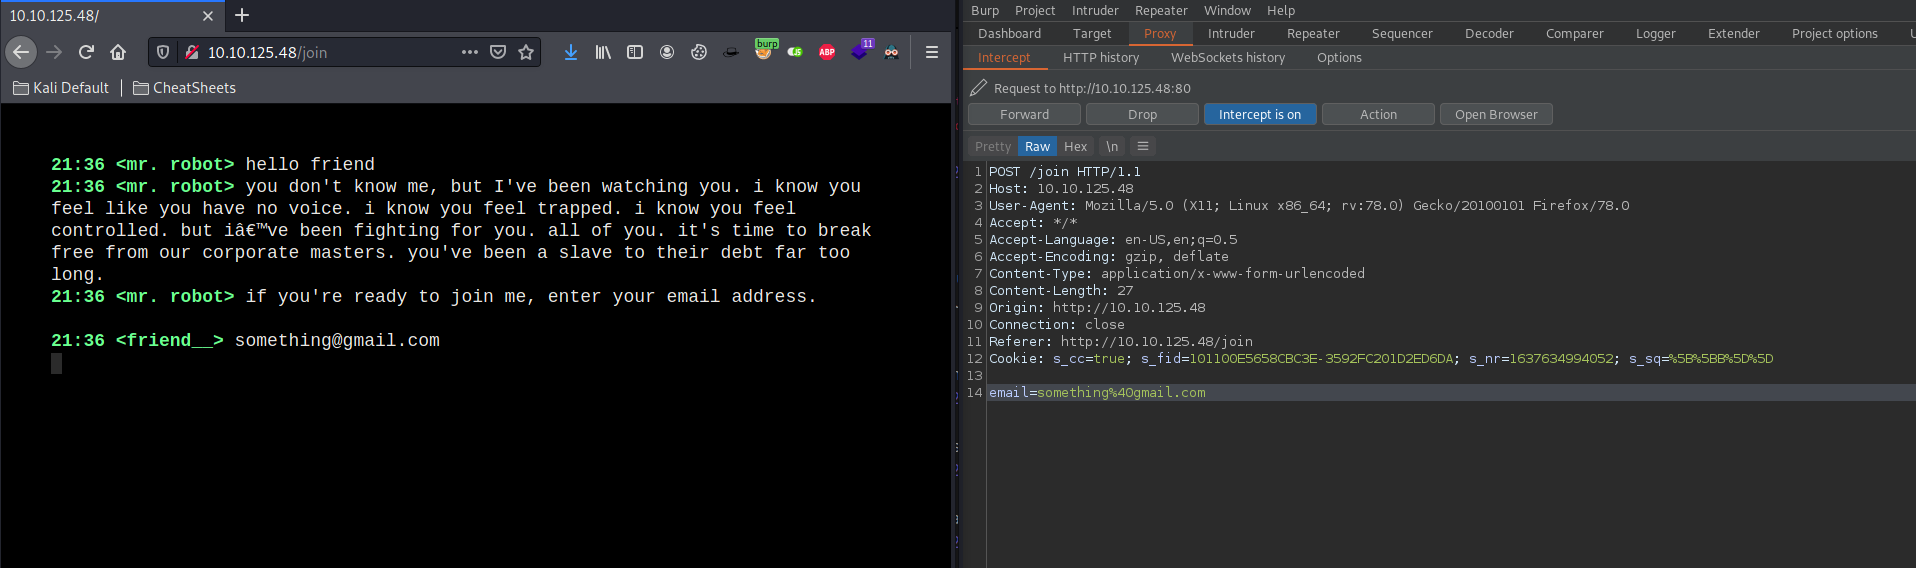 10.10.125.48/
10.10.125.48/join
burp
ABP
11
Kali Default
CheatSheets
21:36 <mr. robot> hello friend
21:36 <mr. robot> you don't know me, but I've been watching you. i know you
feel like you have no voice. i know you feel trapped. i know you feel
controlled. but iâ€™ve been fighting for you. all of you. it's time to break
free from our corporate masters. you've been a slave to their debt far too
long.
21:36 <mr. robot> if you're ready to join me, enter your email address.
21:36 <friend__> something@gmail.com
Burp Project Intruder Repeater Window Help
Dashboard Target Proxy Intruder Repeater Sequencer Decoder Comparer Logger Extender Project options
Intercept HTTP history WebSockets history Options
Request to http://10.10.125.48:80
Forward Drop Intercept is on Action Open Browser
Pretty Raw Hex \n
1 POST /join HTTP/1.1
2 Host: 10.10.125.48
3 User-Agent: Mozilla/5.0 (X11; Linux x86_64; rv:78.0) Gecko/20100101 Firefox/78.0
4 Accept: */*
5 Accept-Language: en-US,en;q=0.5
6 Accept-Encoding: gzip, deflate
7 Content-Type: application/x-www-form-urlencoded
8 Content-Length: 27
9 Origin: http://10.10.125.48
10 Connection: close
11 Referer: http://10.10.125.48/join
12 Cookie: s_cc=true; s_fid=101100E5658CBC3E-3592FC201D2ED6DA; s_nr=1637634994052; s_sq=%5B%5BB%5D%5D
13
14 email=something%40gmail.com